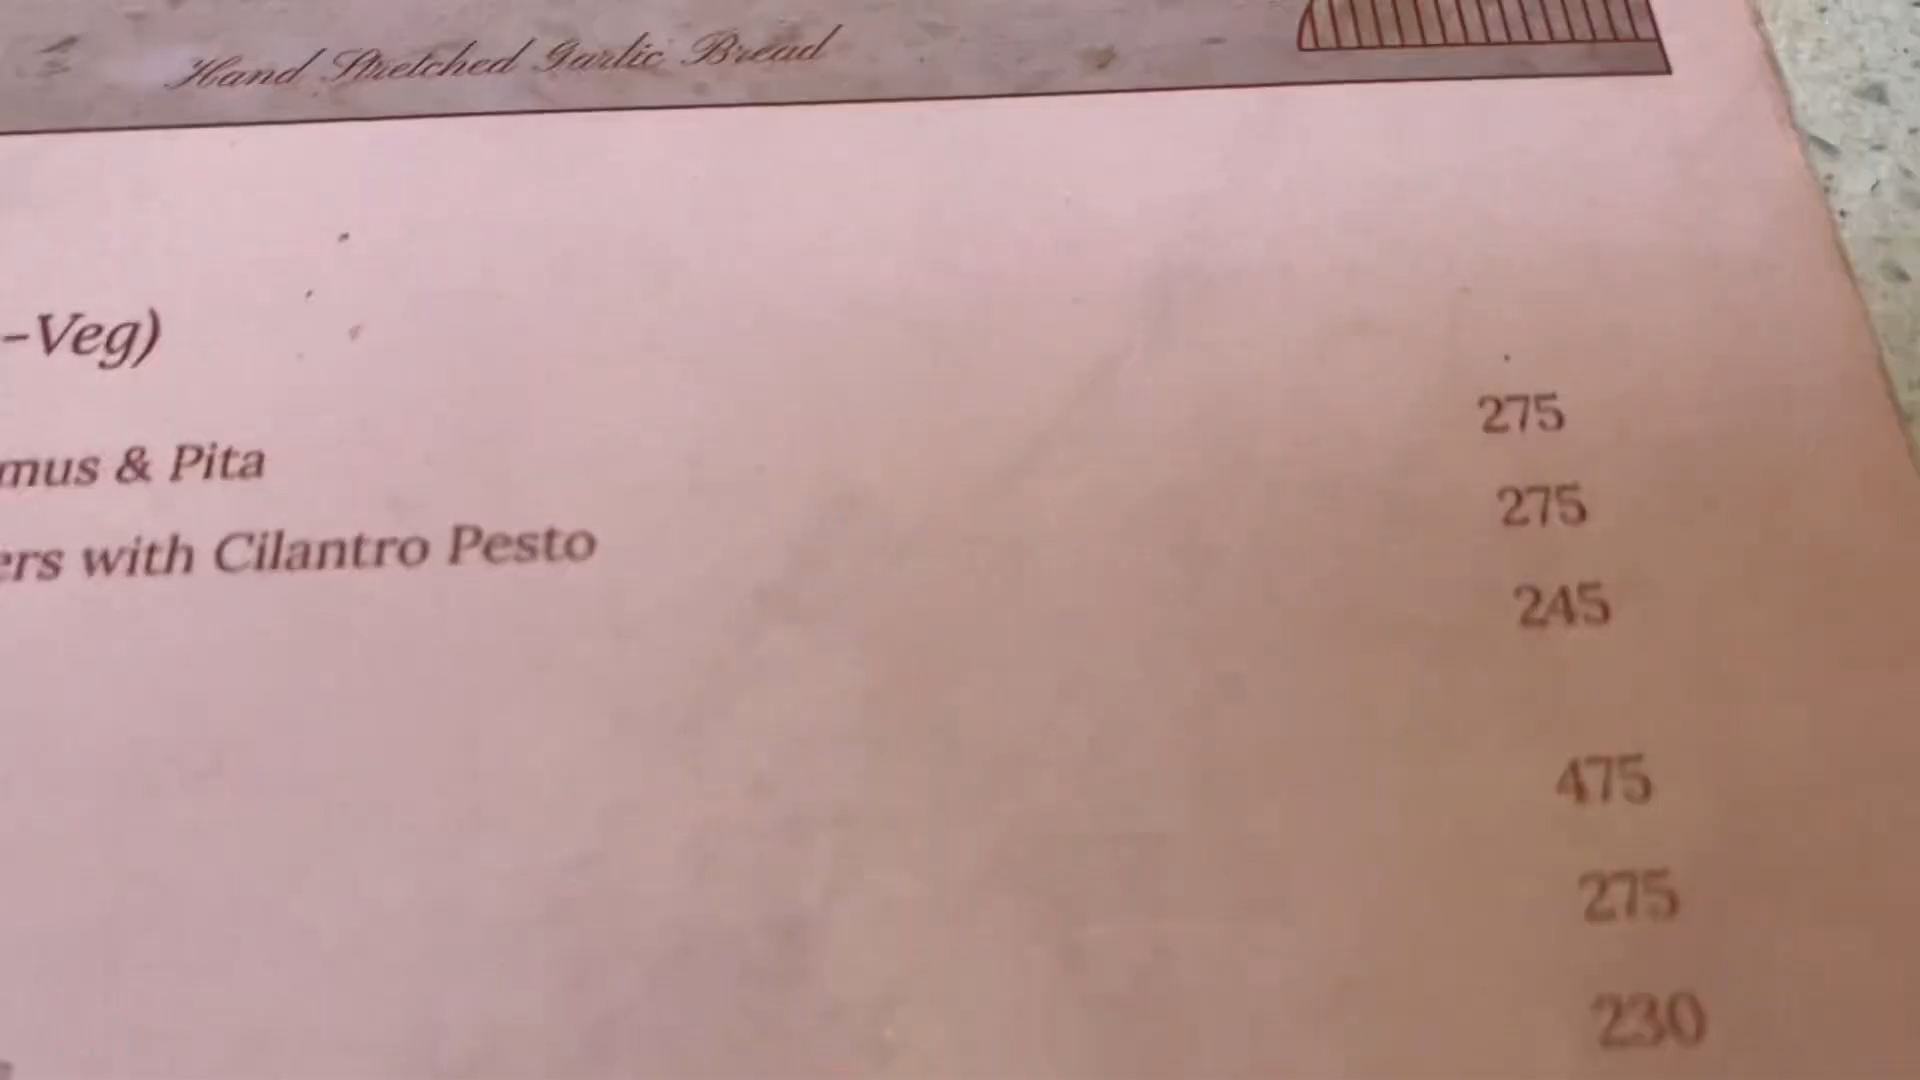 Hand Stretched Garlic Bread
-Veg)
mus & Pita 275
ers with Cilantro Pesto 275
245
475
275
230